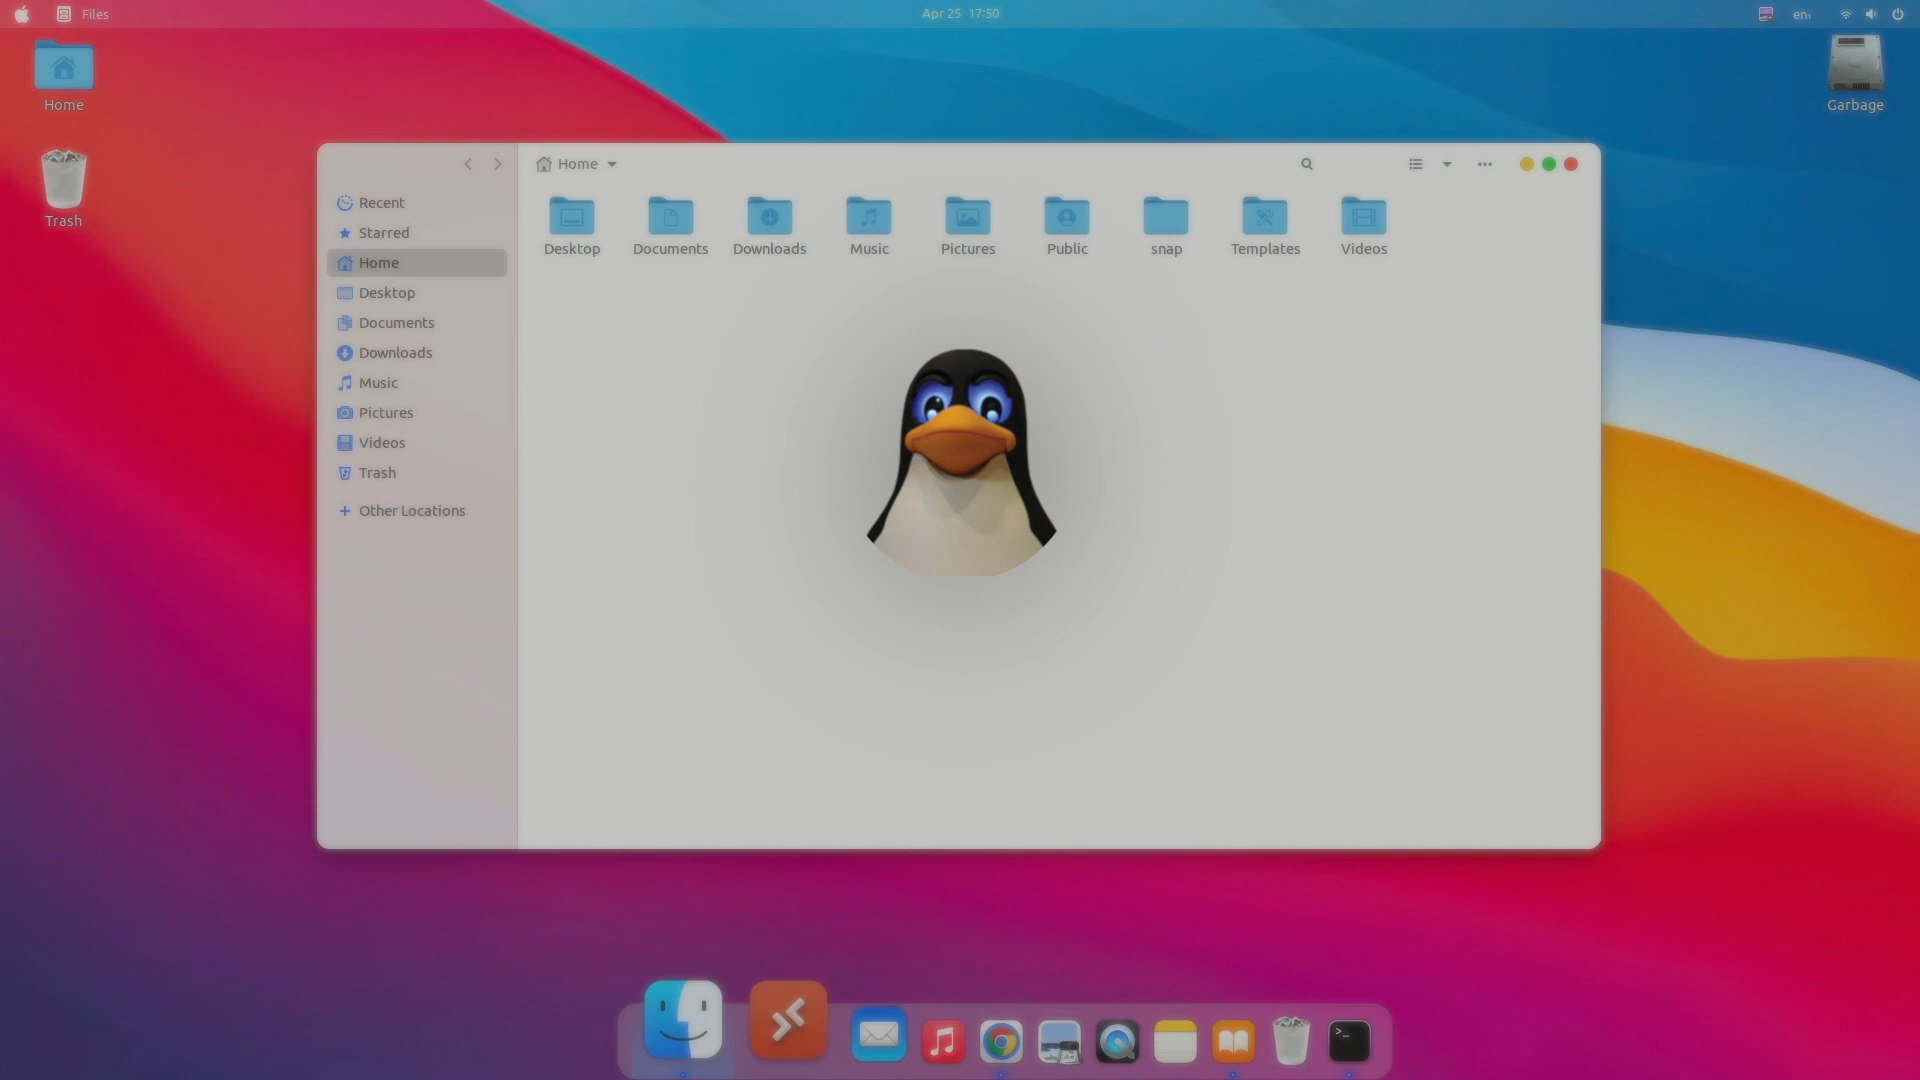 Files
Apr 25 17:50
en₁
Home
Garbage
Trash
Home
Recent
Starred
Home
Desktop
Documents
Downloads
Music
Pictures
Videos
Trash
Other Locations
Desktop
Documents
Downloads
Music
Pictures
Public
snap
Templates
Videos
>_